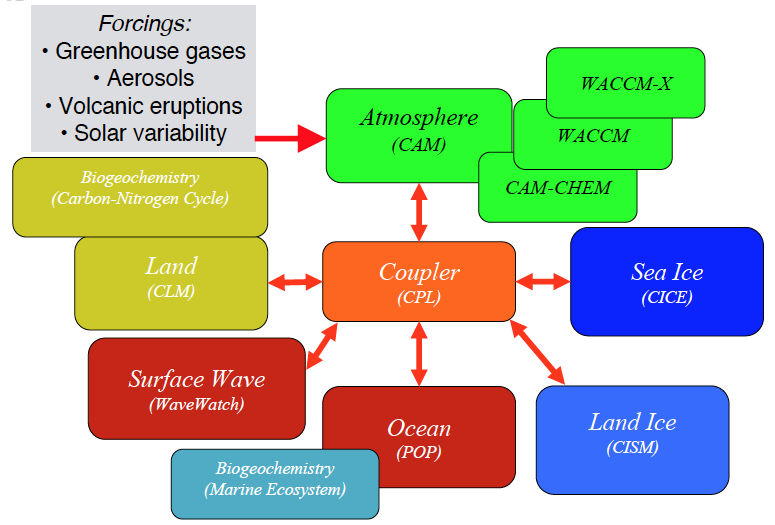 Forcings:
• Greenhouse gases
• Aerosols
• Volcanic eruptions
• Solar variability
Atmosphere
(CAM)
WACCM-X
WACCM
CAM-CHEM
Biogeochemistry
(Carbon-Nitrogen Cycle)
Land
(CLM)
Coupler
(CPL)
Sea Ice
(CICE)
Surface Wave
(WaveWatch)
Ocean
(POP)
Land Ice
(CISM)
Biogeochemistry
(Marine Ecosystem)